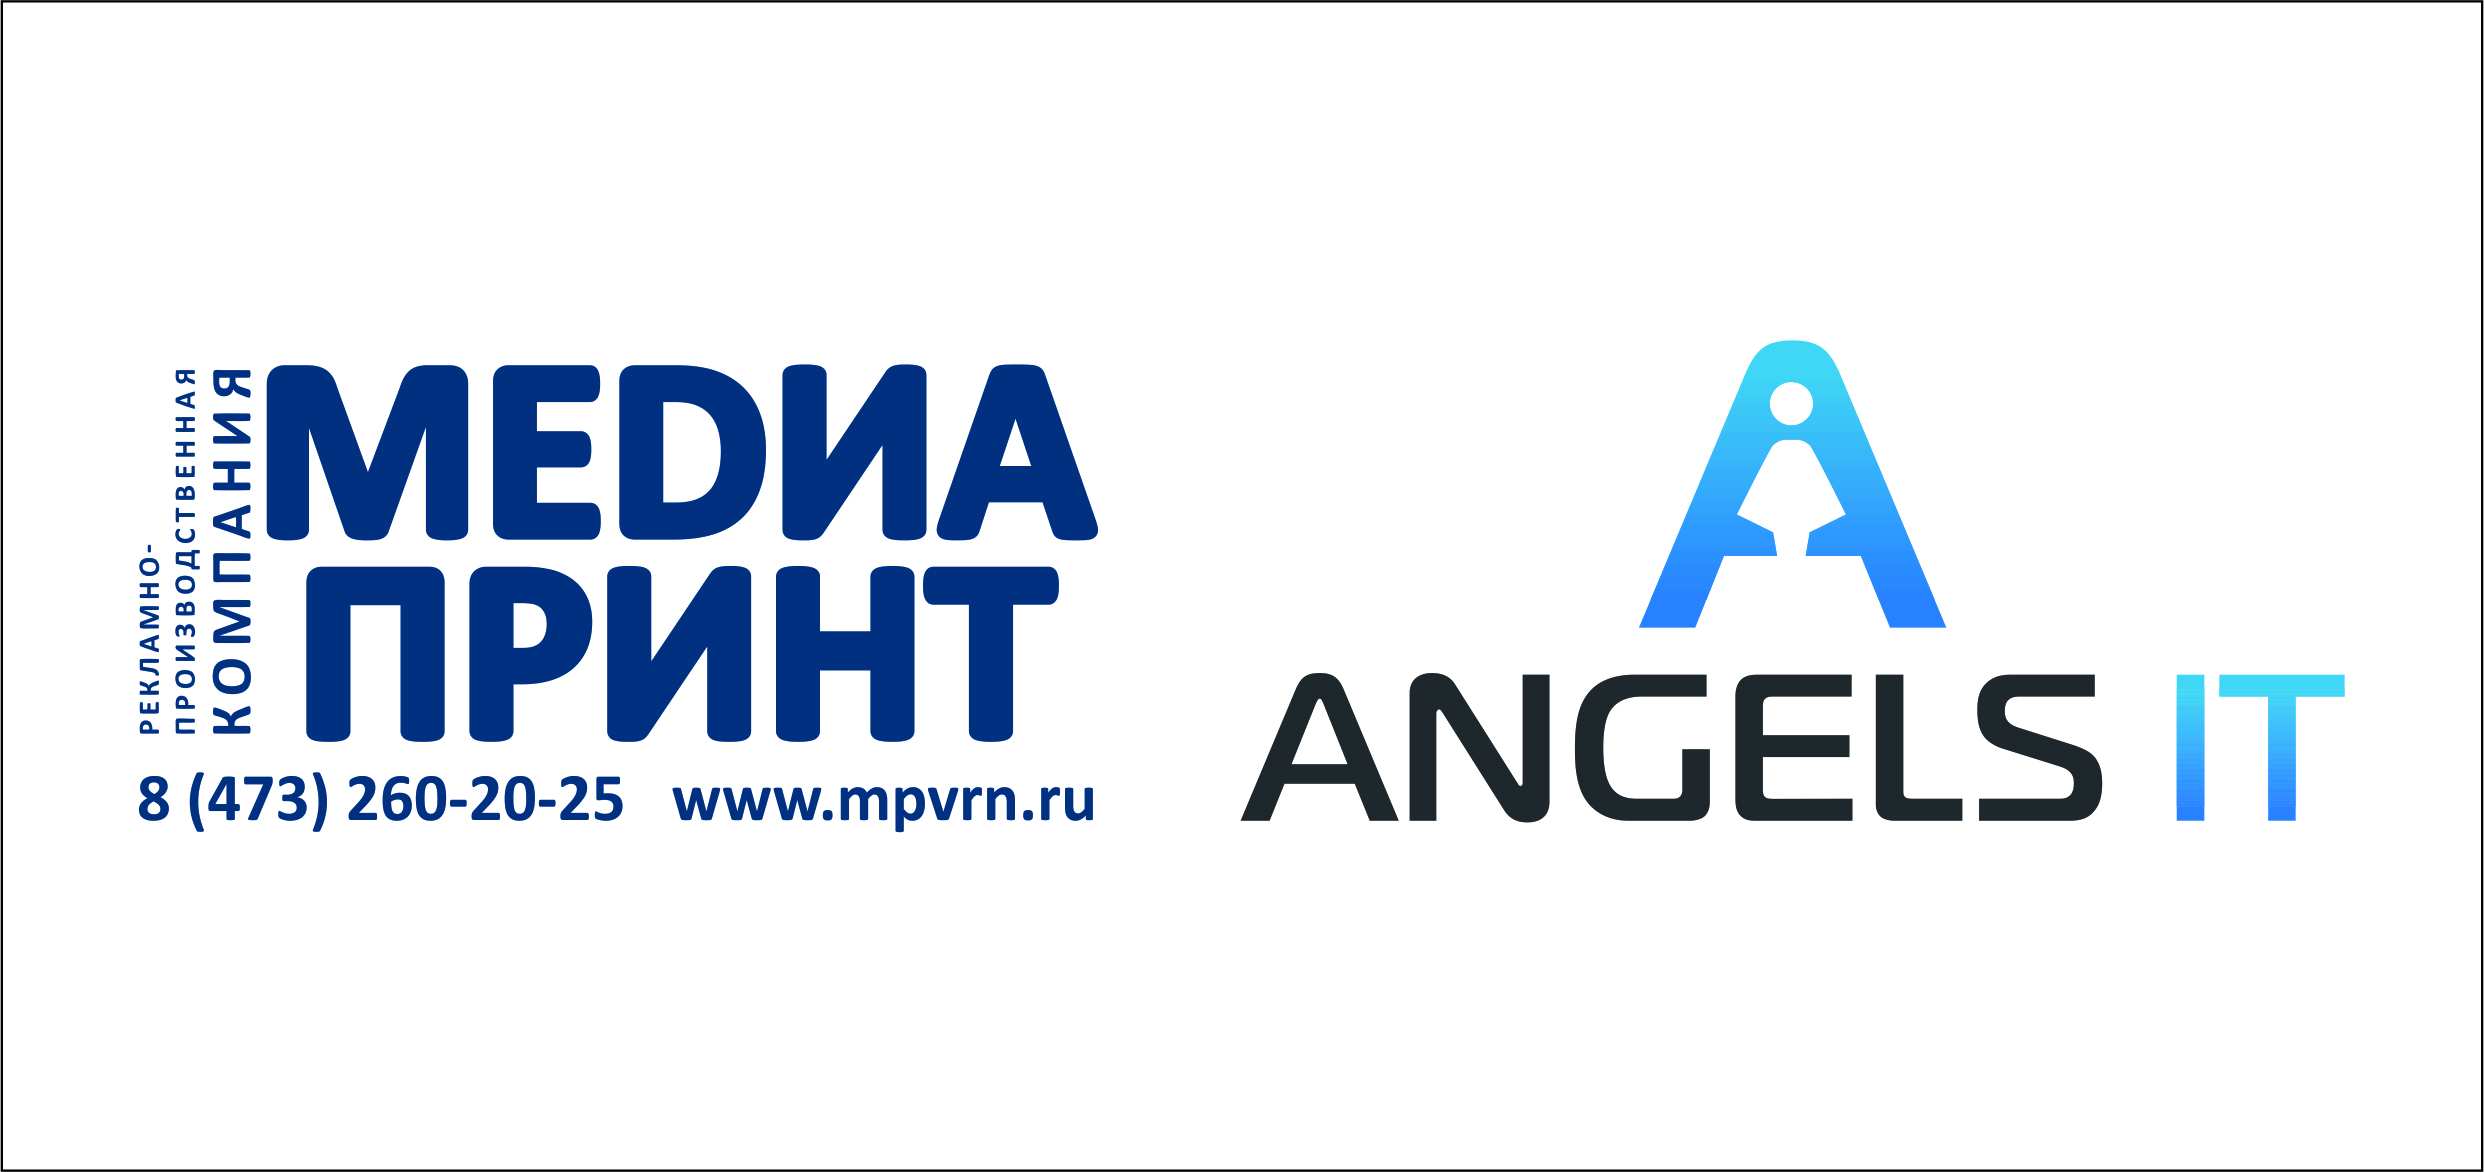 РЕКЛАМНО-
ПРОИЗВОДСТВЕННАЯ
КОМПАНИЯ
МЕDИА
ПРИНТ
8 (473) 260-20-25 www.mpvrn.ru
ANGELS IT